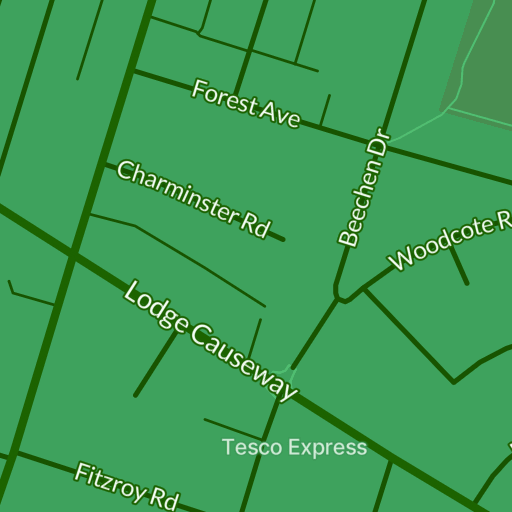 Forest Ave
Charminster Rd
Beechen Dr
Woodcote R
Lodge Causeway
Tesco Express
Fitzroy Rd